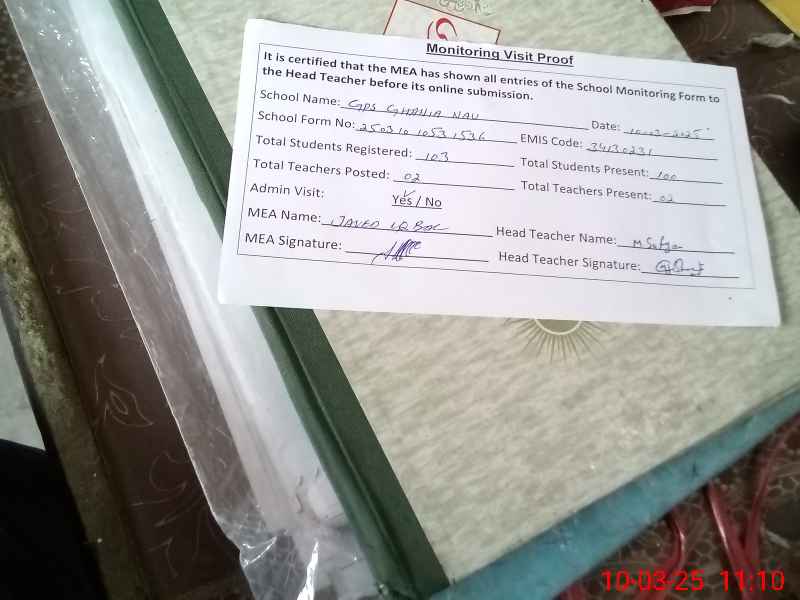 Monitoring Visit Proof
It is certified that the MEA has shown all entries of the School Monitoring Form to
the Head Teacher before its online submission.
School Name: GPS GHANIA NAU Date: 10-03-2025
School Form No: 2503101053 1536 EMIS Code: 34130231
Total Students Registered: 103 Total Students Present: 100
Total Teachers Posted: 02 Total Teachers Present: 02
Admin Visit: Yes / No
MEA Name: JAVED IQBAL Head Teacher Name: M Sufyan
MEA Signature: Head Teacher Signature:
10-03-25 11:10